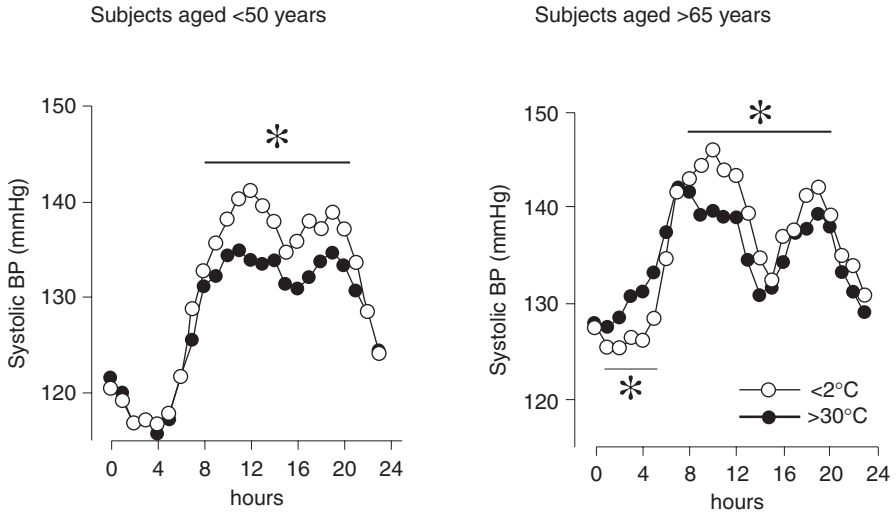 Subjects aged <50 years
150
140
130
120
Systolic BP (mmHg)
*
0 4 8 12 16 20 24
hours
Subjects aged >65 years
150
140
130
120
Systolic BP (mmHg)
*
*
<2°C
>30°C
0 4 8 12 16 20 24
hours